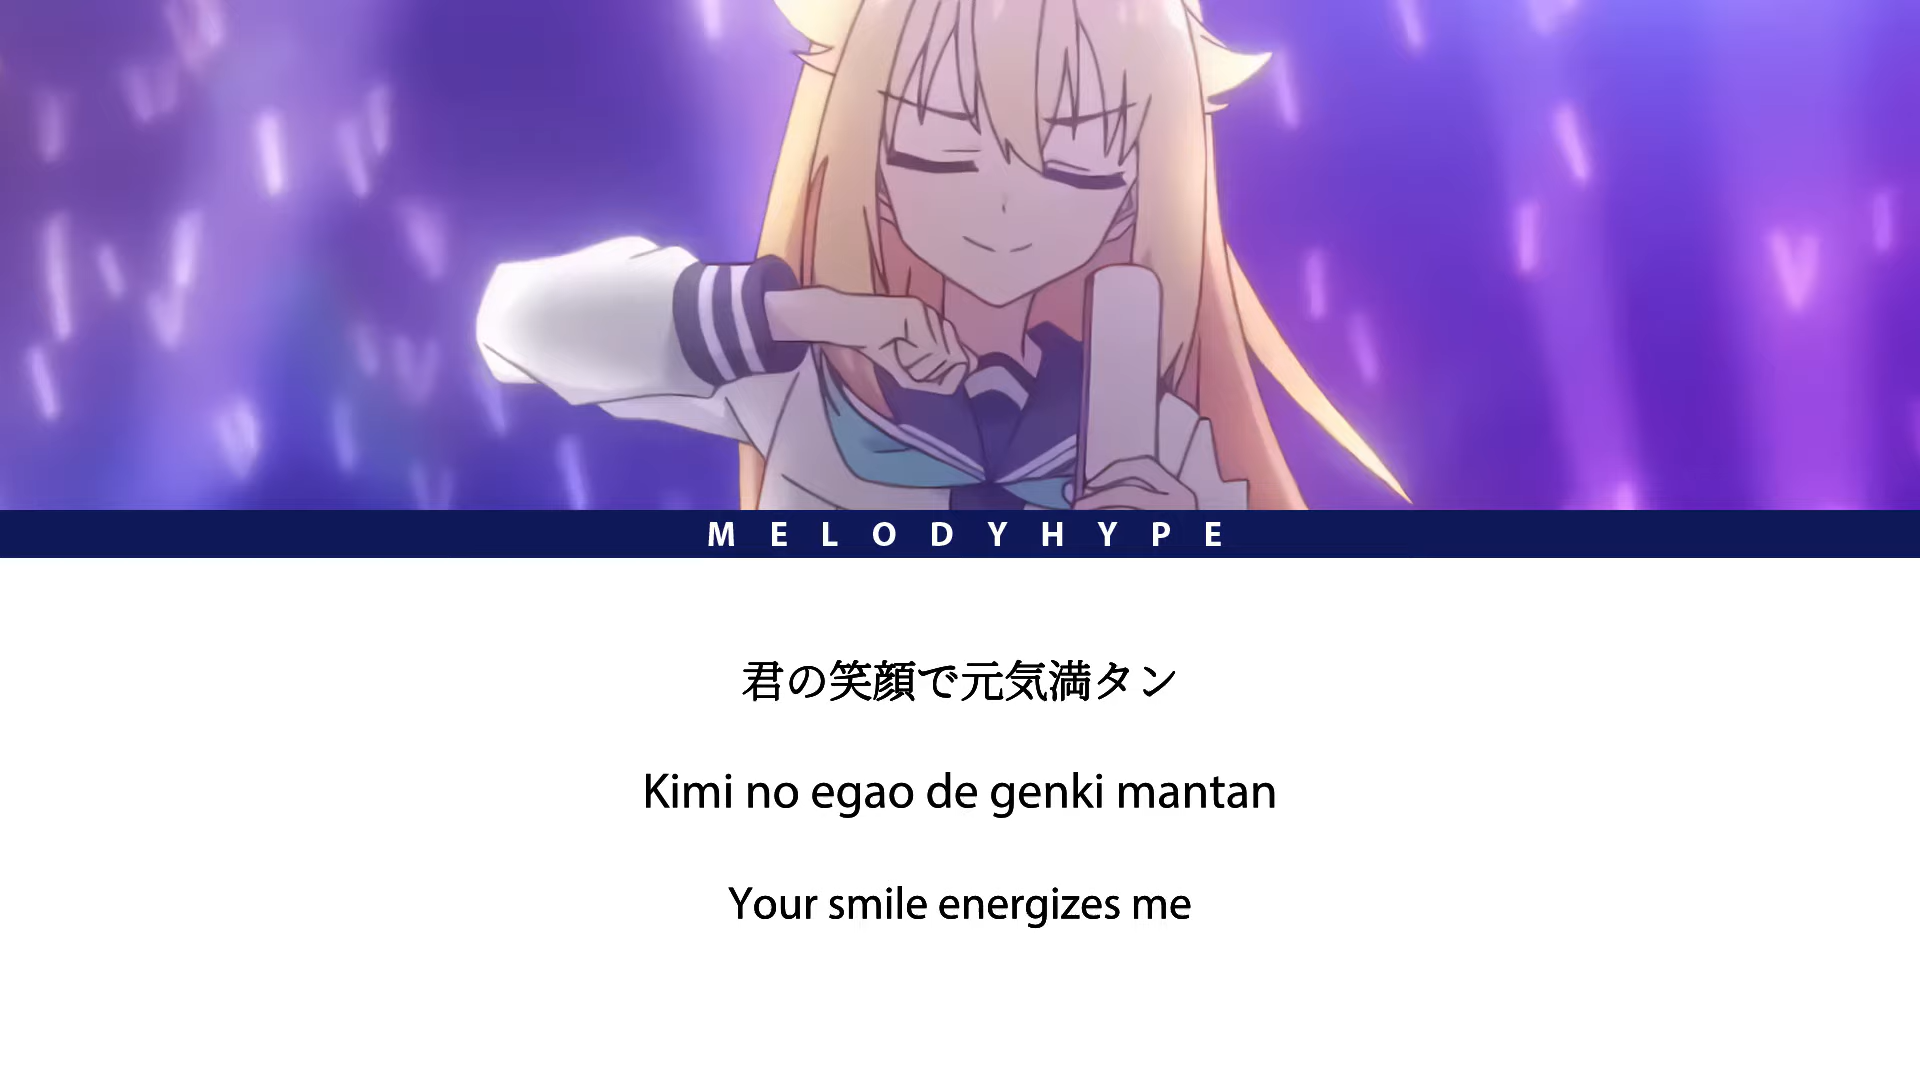 MELODYHYPE
君の笑顔で元気満タン
Kimi no egao de genki mantan
Your smile energizes me